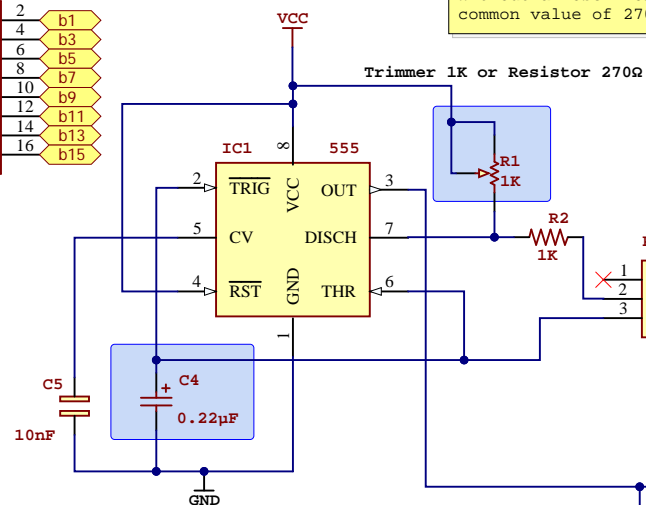 common value of 270
2 b1
4 b3
6 b5
8 b7
10 b9
12 b11
14 b13
16 b15
VCC
Trimmer 1K or Resistor 270Ω
IC1 8 555
R1
1K
2 TRIG VCC OUT 3
5 CV DISCH 7
R2
1K
4 RST GND THR 6
1
2
3
1
C5
10nF
C4
+
0.22µF
GND